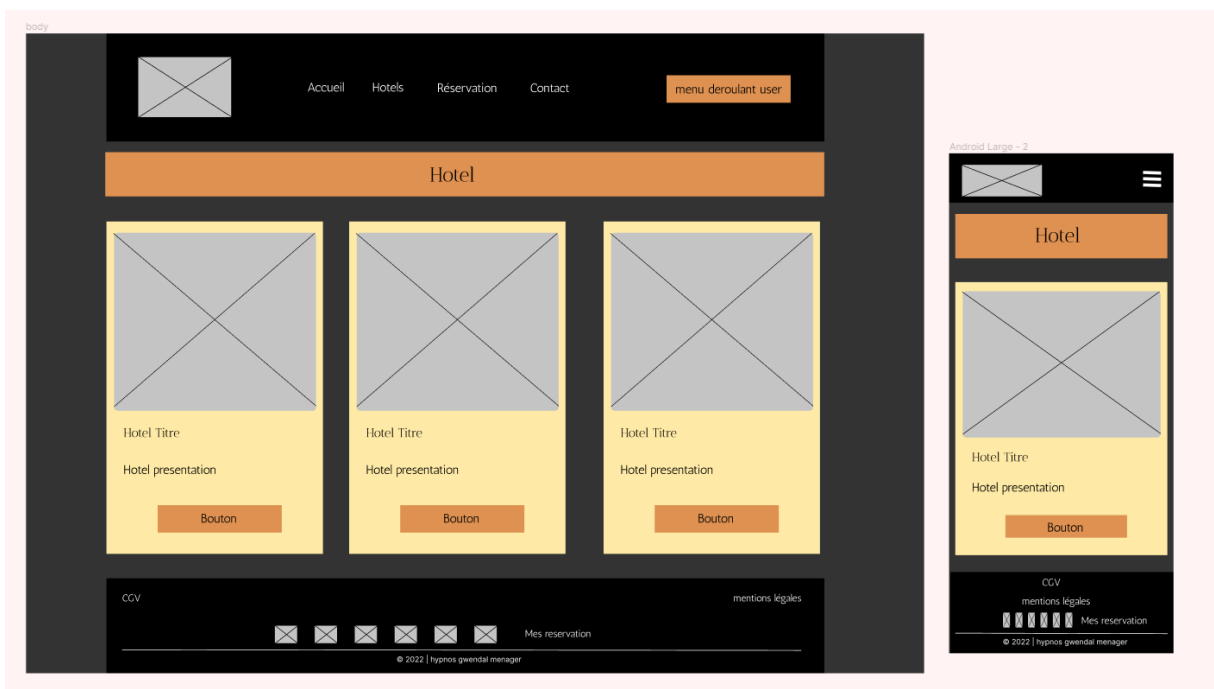 body
Accueil Hotels Réservation Contact menu deroulant user
Hotel
Hotel Titre
Hotel presentation
Bouton
Hotel Titre
Hotel presentation
Bouton
Hotel Titre
Hotel presentation
Bouton
CGV mentions légales
Mes reservation
© 2022 | hypnos gwendal menager
Android Large - 2
Hotel
Hotel Titre
Hotel presentation
Bouton
CGV
mentions légales
Mes reservation
© 2022 | hypnos gwendal menager